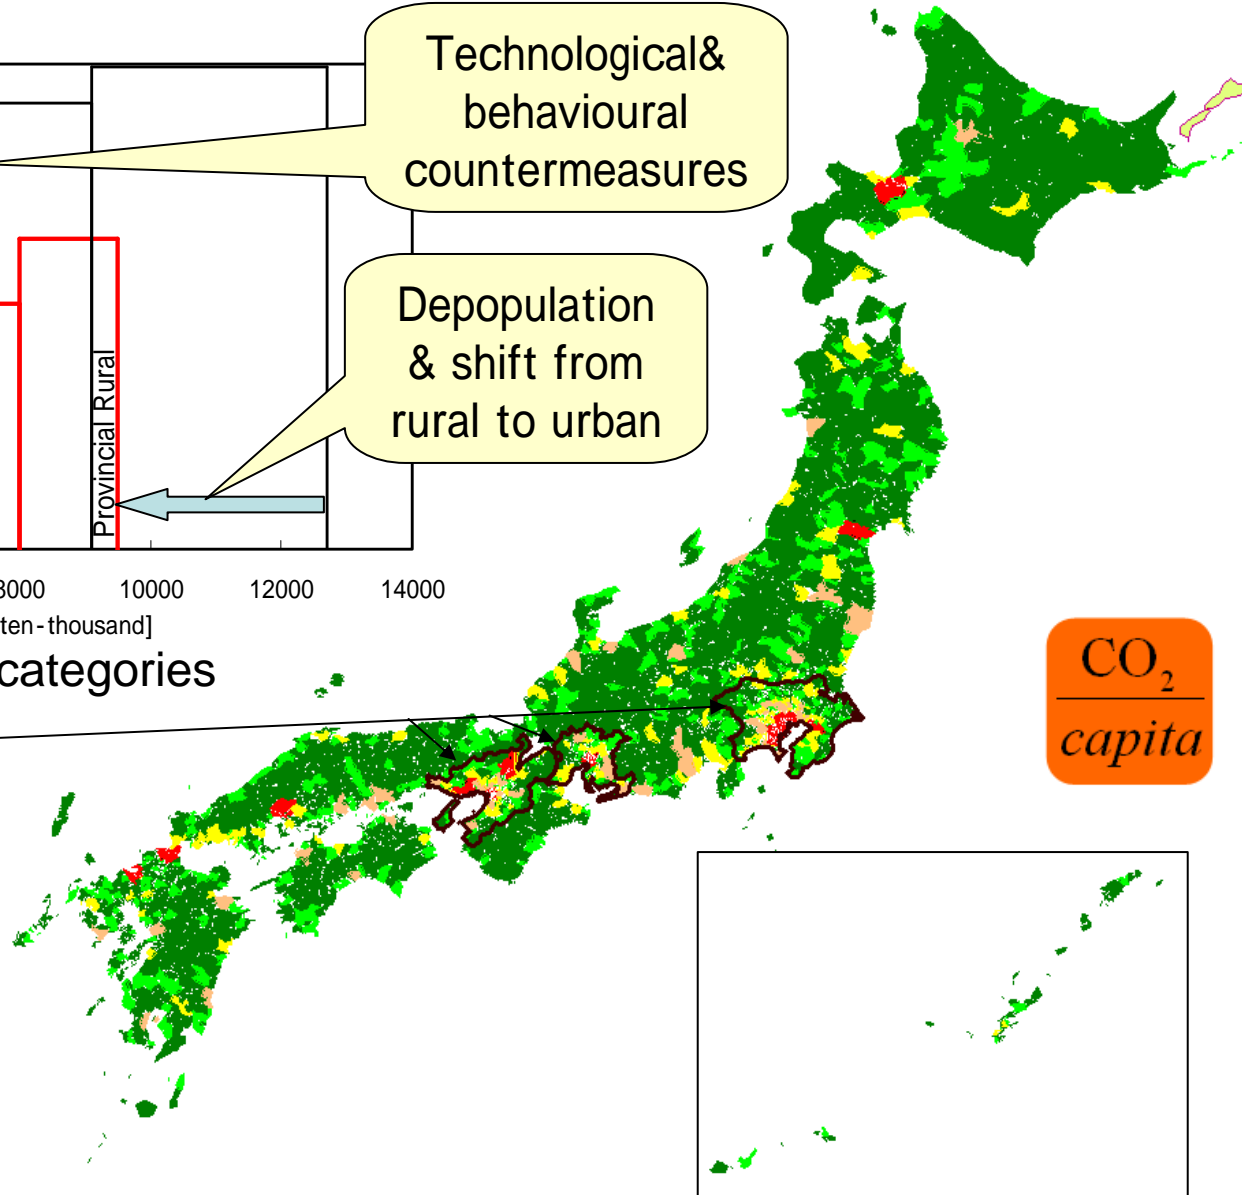 Technological&
behavioural
countermeasures
Depopulation
& shift from
rural to urban
Provincial Rural
8000 10000 12000 14000
ten-thousand]
categories
CO2
capita